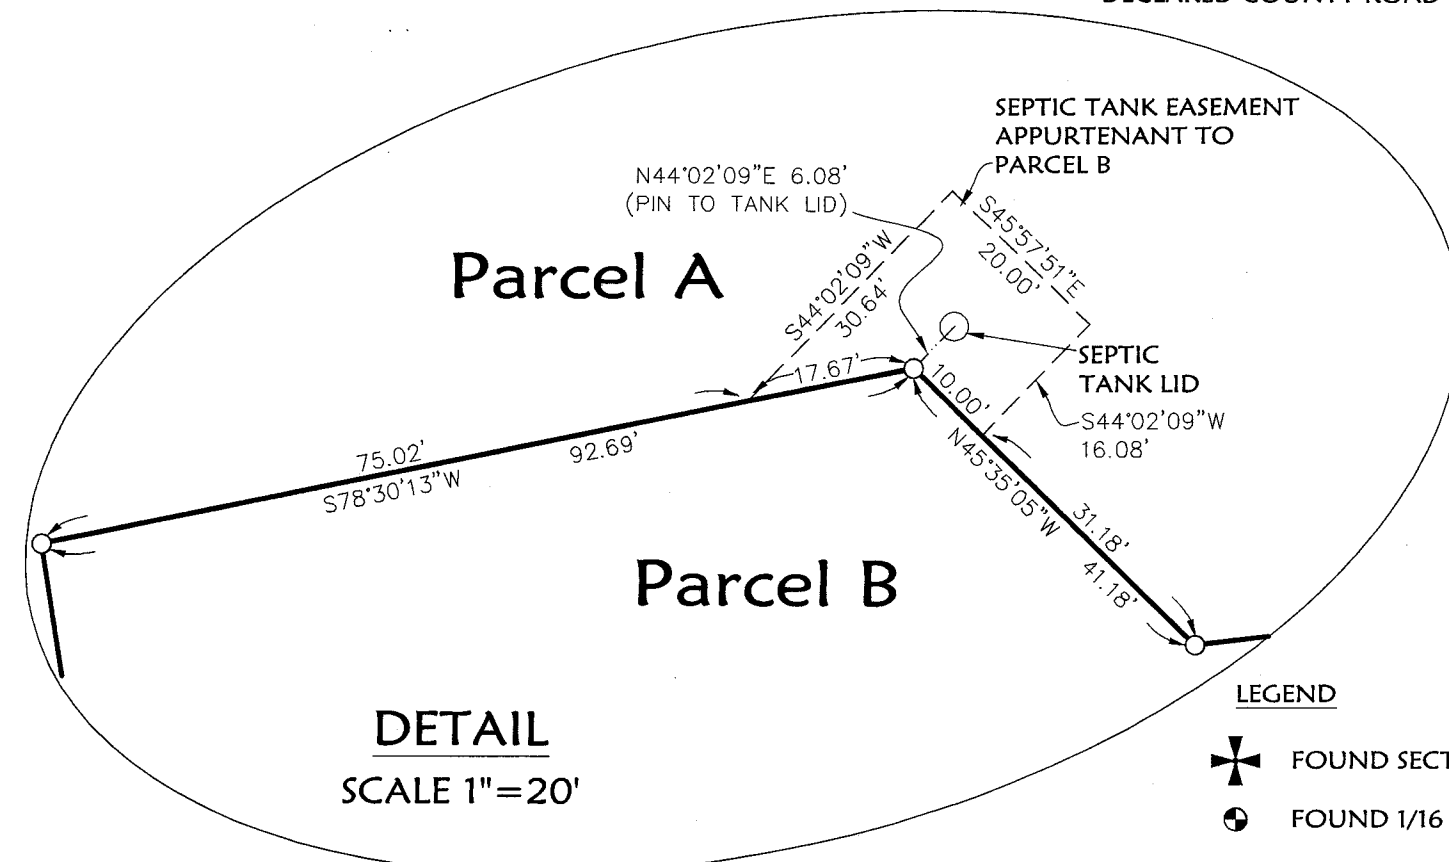 DECLARED COUNTY ROAD
SEPTIC TANK EASEMENT
APPURTENANT TO
PARCEL B
N44°02'09"E 6.08'
(PIN TO TANK LID)
S45°57'51"E
20.00'
S44°02'09"W
30.64'
Parcel A
SEPTIC
TANK LID
17.67'
10.00'
S44°02'09"W
16.08'
75.02'
92.69'
S78°30'13"W
N45°35'05"W
31.18'
41.18'
Parcel B
DETAIL
SCALE 1"=20'
LEGEND
FOUND SECT
FOUND 1/16